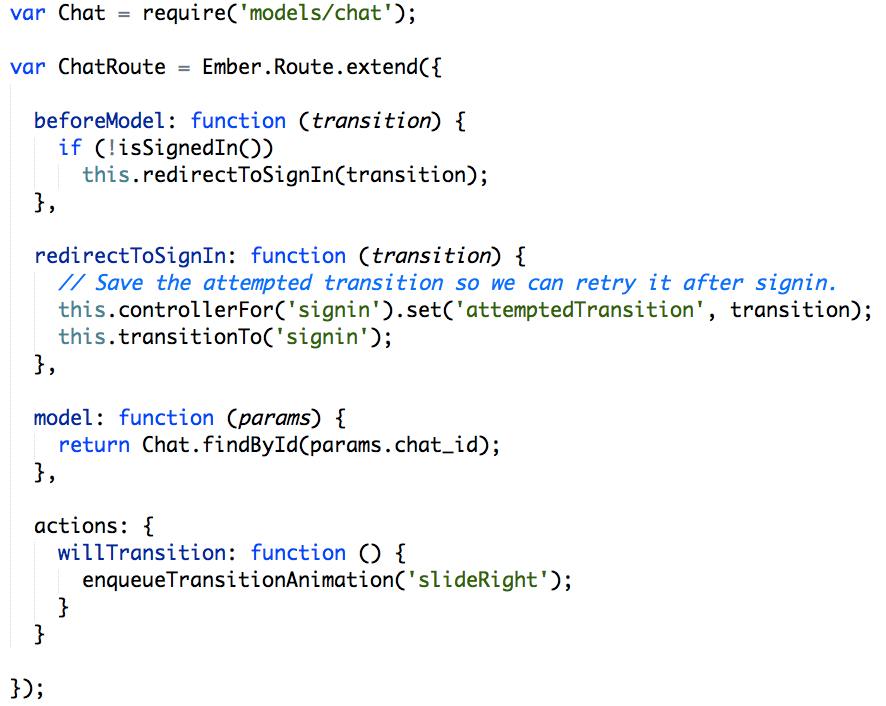 var Chat = require('models/chat');

var ChatRoute = Ember.Route.extend({

  beforeModel: function (transition) {
    if (!isSignedIn())
      this.redirectToSignIn(transition);
  },

  redirectToSignIn: function (transition) {
    // Save the attempted transition so we can retry it after signin.
    this.controllerFor('signin').set('attemptedTransition', transition);
    this.transitionTo('signin');
  },

  model: function (params) {
    return Chat.findById(params.chat_id);
  },

  actions: {
    willTransition: function () {
      enqueueTransitionAnimation('slideRight');
    }
  }

});